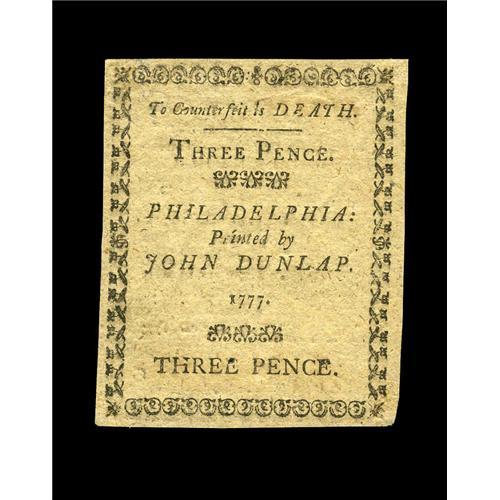 To Counterfeit is DEATH.
THREE PENCE.
PHILADELPHIA:
Printed by
JOHN DUNLAP.
1777.
THREE PENCE.